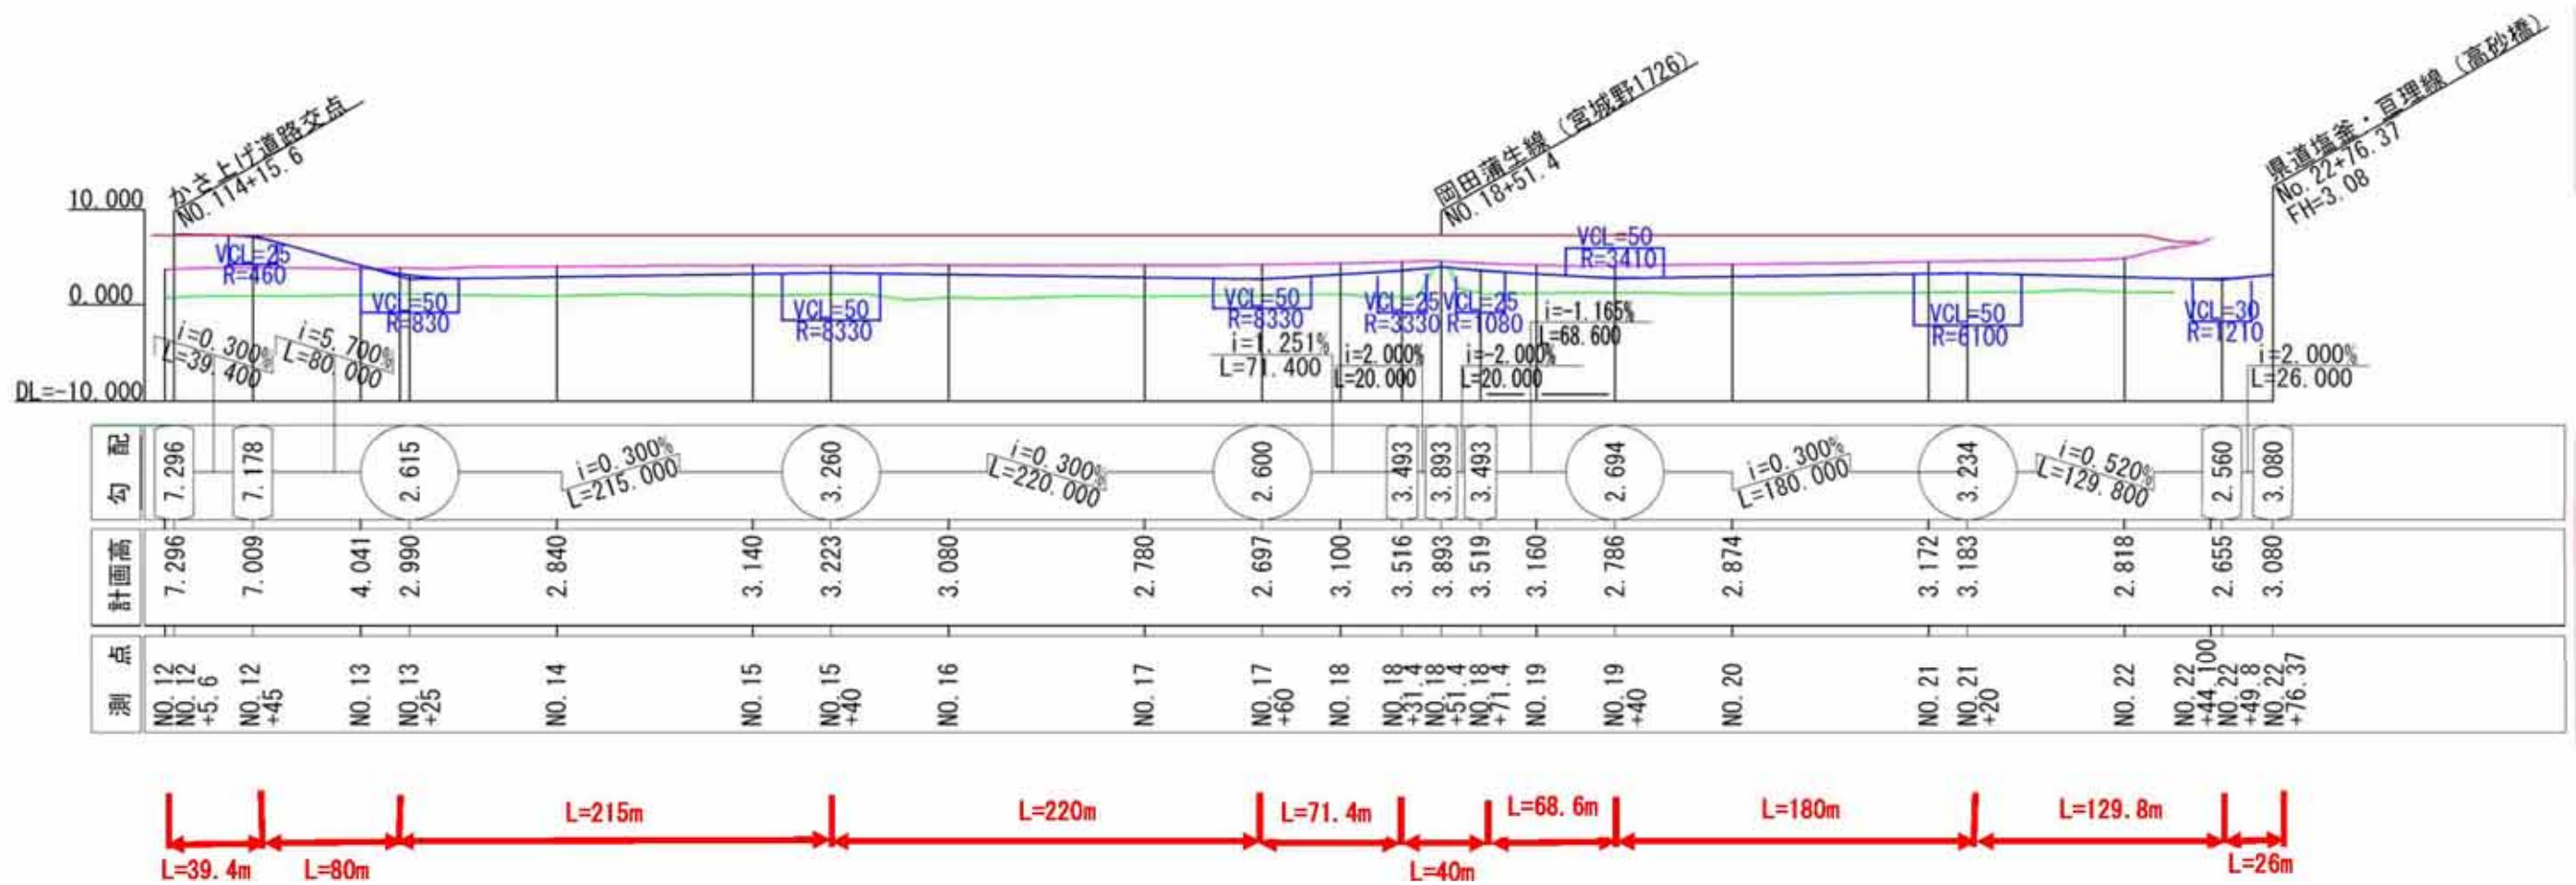 かさ上げ道路交点
NO.114+15.6
岡田蒲生線（宮城野1726）
NO.18+51.4
県道塩釜・亘理線（高砂橋）
No.22+76.37
FH=3.08
10.000
0.000
DL=-10.000
VCL=25
R=460
VCL=50
R=830
VCL=50
R=8330
VCL=50
R=8330
VCL=25
R=3330
VCL=25
R=1080
VCL=50
R=3410
VCL=50
R=6100
VCL=30
R=1210
i=0.300%
L=39.400
i=5.700%
L=80.000
i=1.251%
L=71.400
i=2.000%
L=20.000
i=-2.000%
L=20.000
i=-1.165%
L=68.600
i=2.000%
L=26.000
勾配
7.296
7.178
2.615
i=0.300%
L=215.000
3.260
i=0.300%
L=220.000
2.600
3.493
3.893
3.493
2.694
i=0.300%
L=180.000
3.234
i=0.520%
L=129.800
2.560
3.080
計画高
7.296
7.009
4.041
2.990
2.840
3.140
3.223
3.080
2.780
2.697
3.100
3.516
3.893
3.519
3.160
2.786
2.874
3.172
3.183
2.818
2.655
3.080
測点
NO.12
NO.12
+5.6
NO.12
+45
NO.13
NO.13
+25
NO.14
NO.15
NO.15
+40
NO.16
NO.17
NO.17
+60
NO.18
NO.18
+31.4
NO.18
+51.4
NO.18
+71.4
NO.19
NO.19
+40
NO.20
NO.21
NO.21
+20
NO.22
NO.22
+44.100
NO.22
+49.8
NO.22
+76.37
L=39.4m
L=80m
L=215m
L=220m
L=71.4m
L=40m
L=68.6m
L=180m
L=129.8m
L=26m